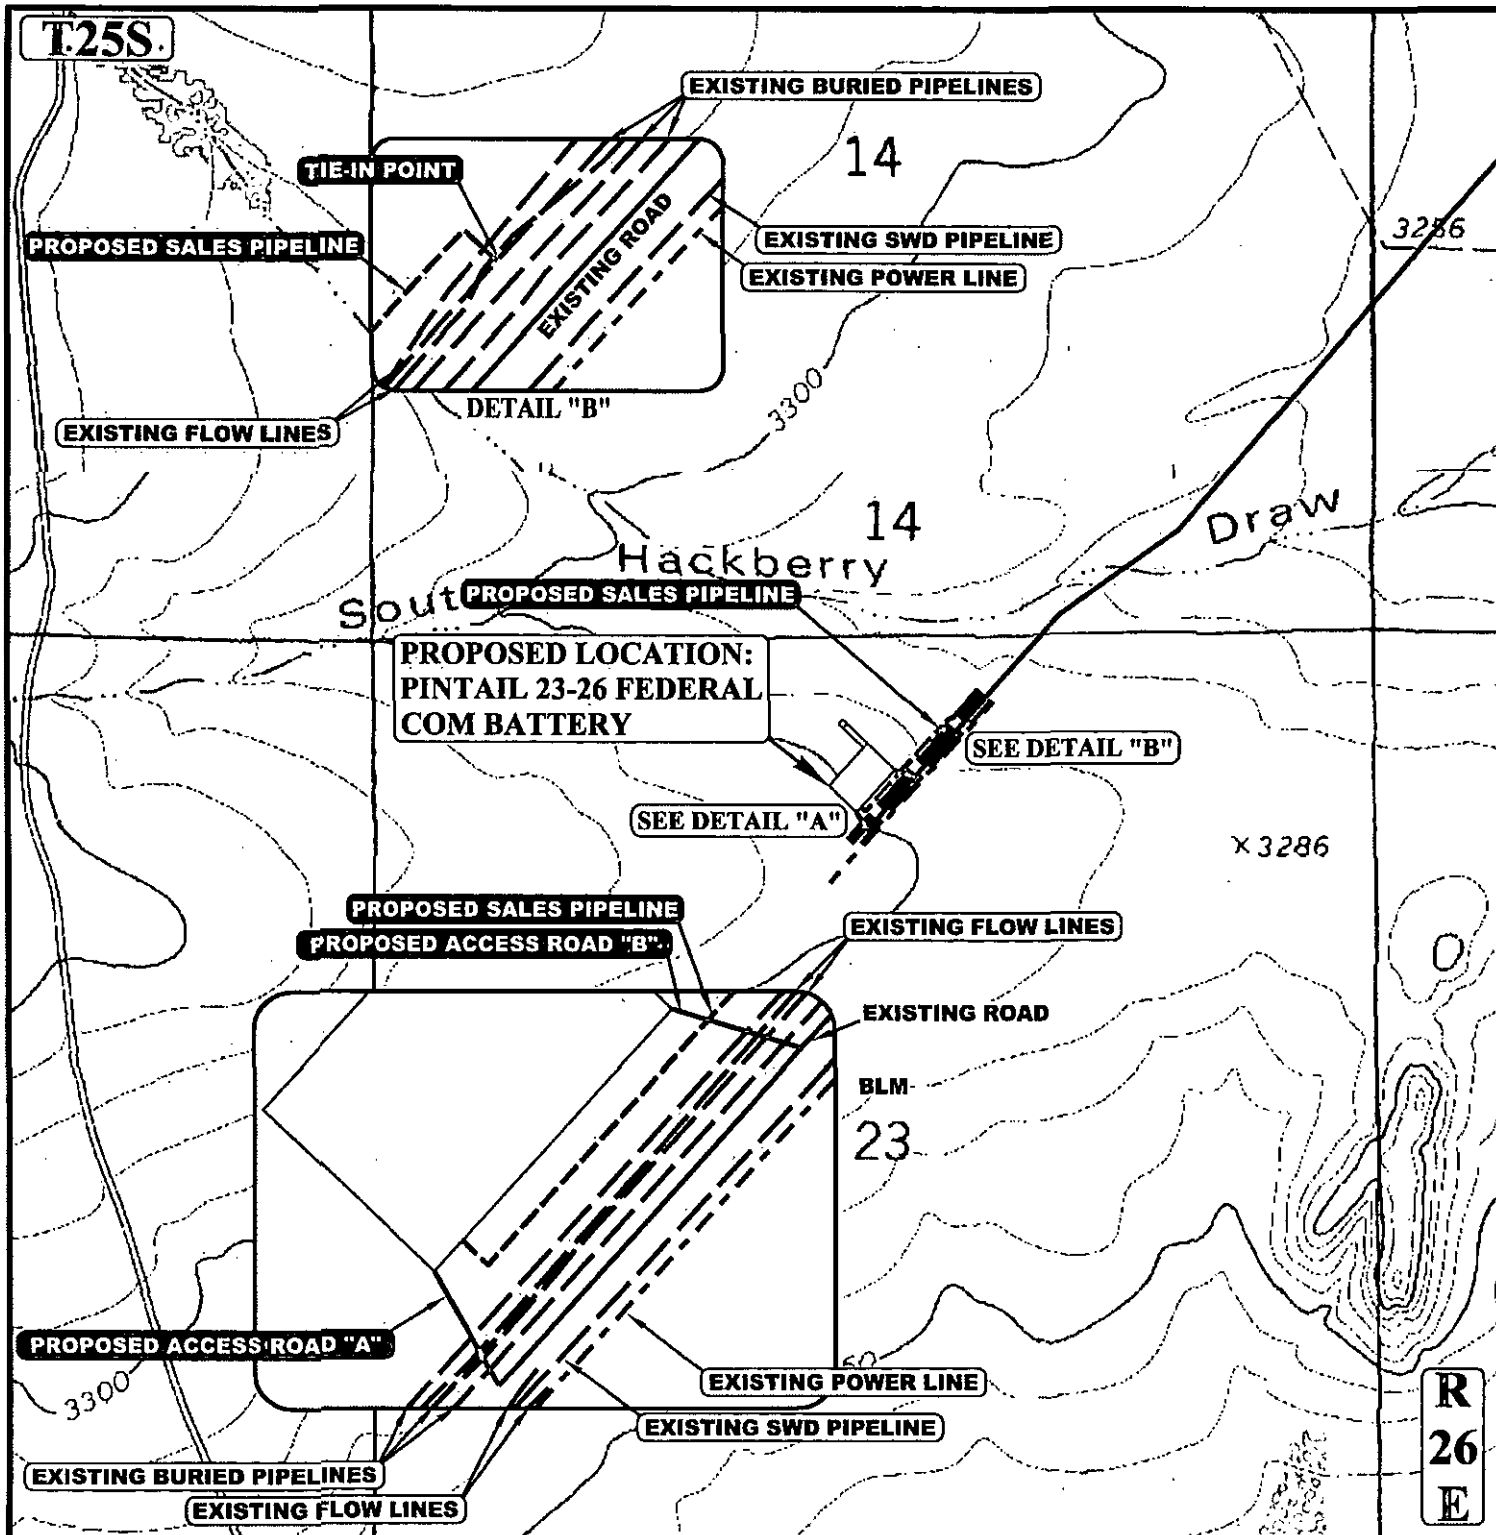 T.25S.
EXISTING BURIED PIPELINES
14
TIE-IN POINT
3286
PROPOSED SALES PIPELINE
EXISTING ROAD
EXISTING SWD PIPELINE
EXISTING POWER LINE
3300
DETAIL "B"
EXISTING FLOW LINES
14
Draw
Hackberry
PROPOSED SALES PIPELINE
Sout
PROPOSED LOCATION:
PINTAIL 23-26 FEDERAL
COM BATTERY
SEE DETAIL "B"
SEE DETAIL "A"
x 3286
PROPOSED SALES PIPELINE
EXISTING FLOW LINES
PROPOSED ACCESS ROAD "B"
EXISTING ROAD
BLM
23
PROPOSED ACCESS ROAD "A"
3300
EXISTING POWER LINE
EXISTING SWD PIPELINE
R
26
E
EXISTING BURIED PIPELINES
EXISTING FLOW LINES